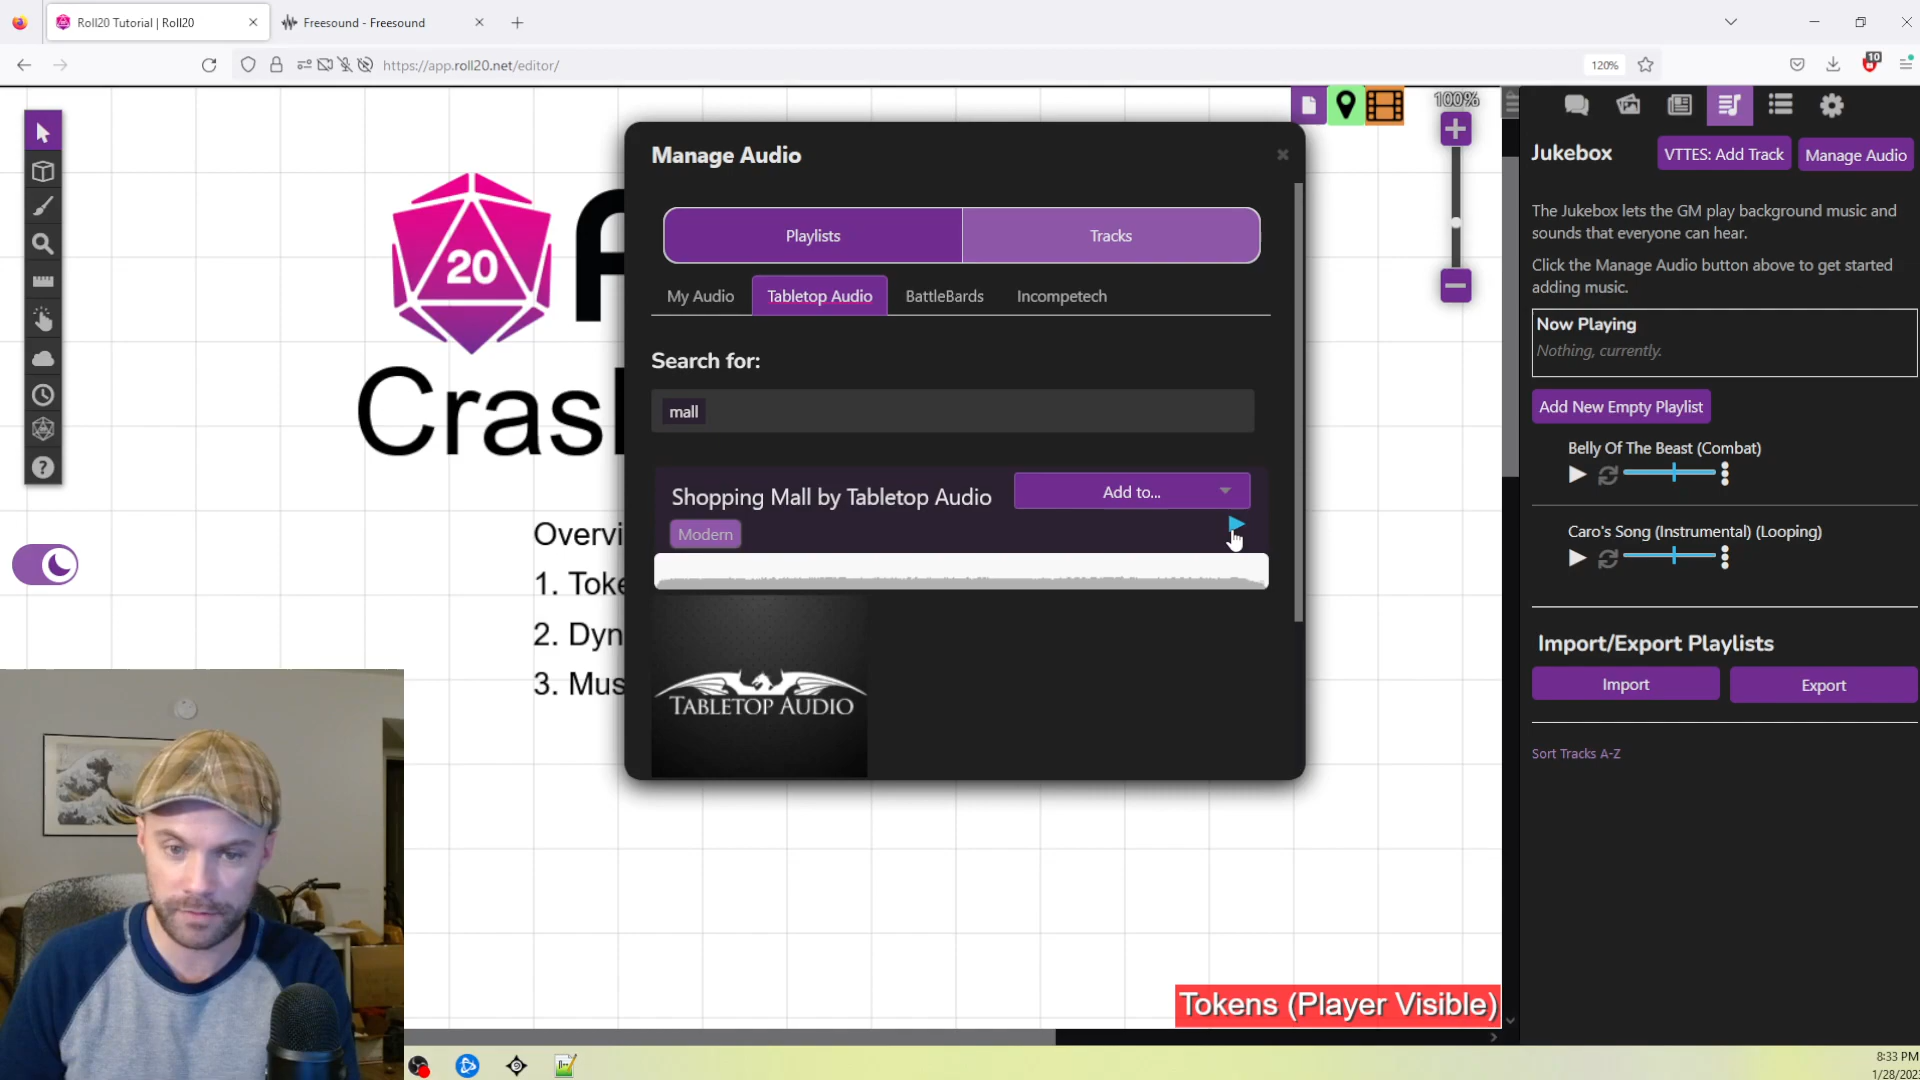 Roll20 Tutorial | Roll20
Freesound - Freesound
https://app.roll20.net/editor/
120%
10
100%
20
Crash
Overvi
1. Toke
2. Dyn
3. Mus
Manage Audio
Playlists
Tracks
My Audio
Tabletop Audio
BattleBards
Incompetech
Search for:
mall
Shopping Mall by Tabletop Audio
Add to...
Modern
TABLETOP AUDIO
Jukebox
VTTES: Add Track
Manage Audio
The Jukebox lets the GM play background music and
sounds that everyone can hear.
Click the Manage Audio button above to get started
adding music.
Now Playing
Nothing, currently.
Add New Empty Playlist
Belly Of The Beast (Combat)
Caro's Song (Instrumental) (Looping)
Import/Export Playlists
Import
Export
Sort Tracks A-Z
Tokens (Player Visible)
8:33 PM
1/28/202